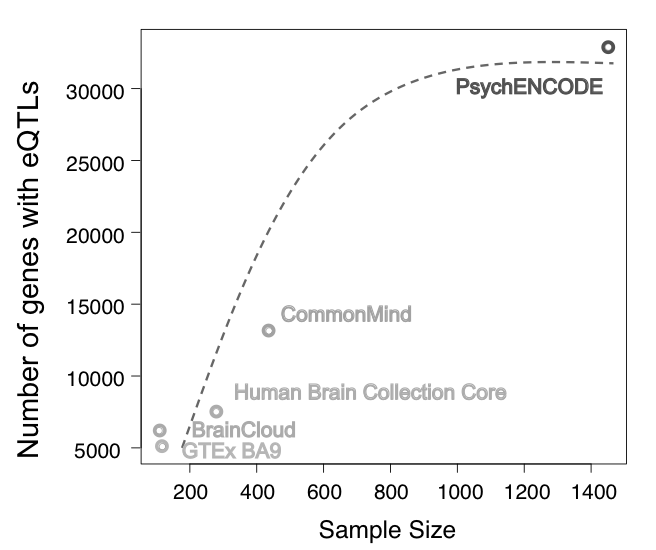 Number of genes with eQTLs
30000
25000
20000
15000
10000
5000
PsychENCODE
CommonMind
Human Brain Collection Core
BrainCloud
GTEx BA9
200 400 600 800 1000 1200 1400
Sample Size